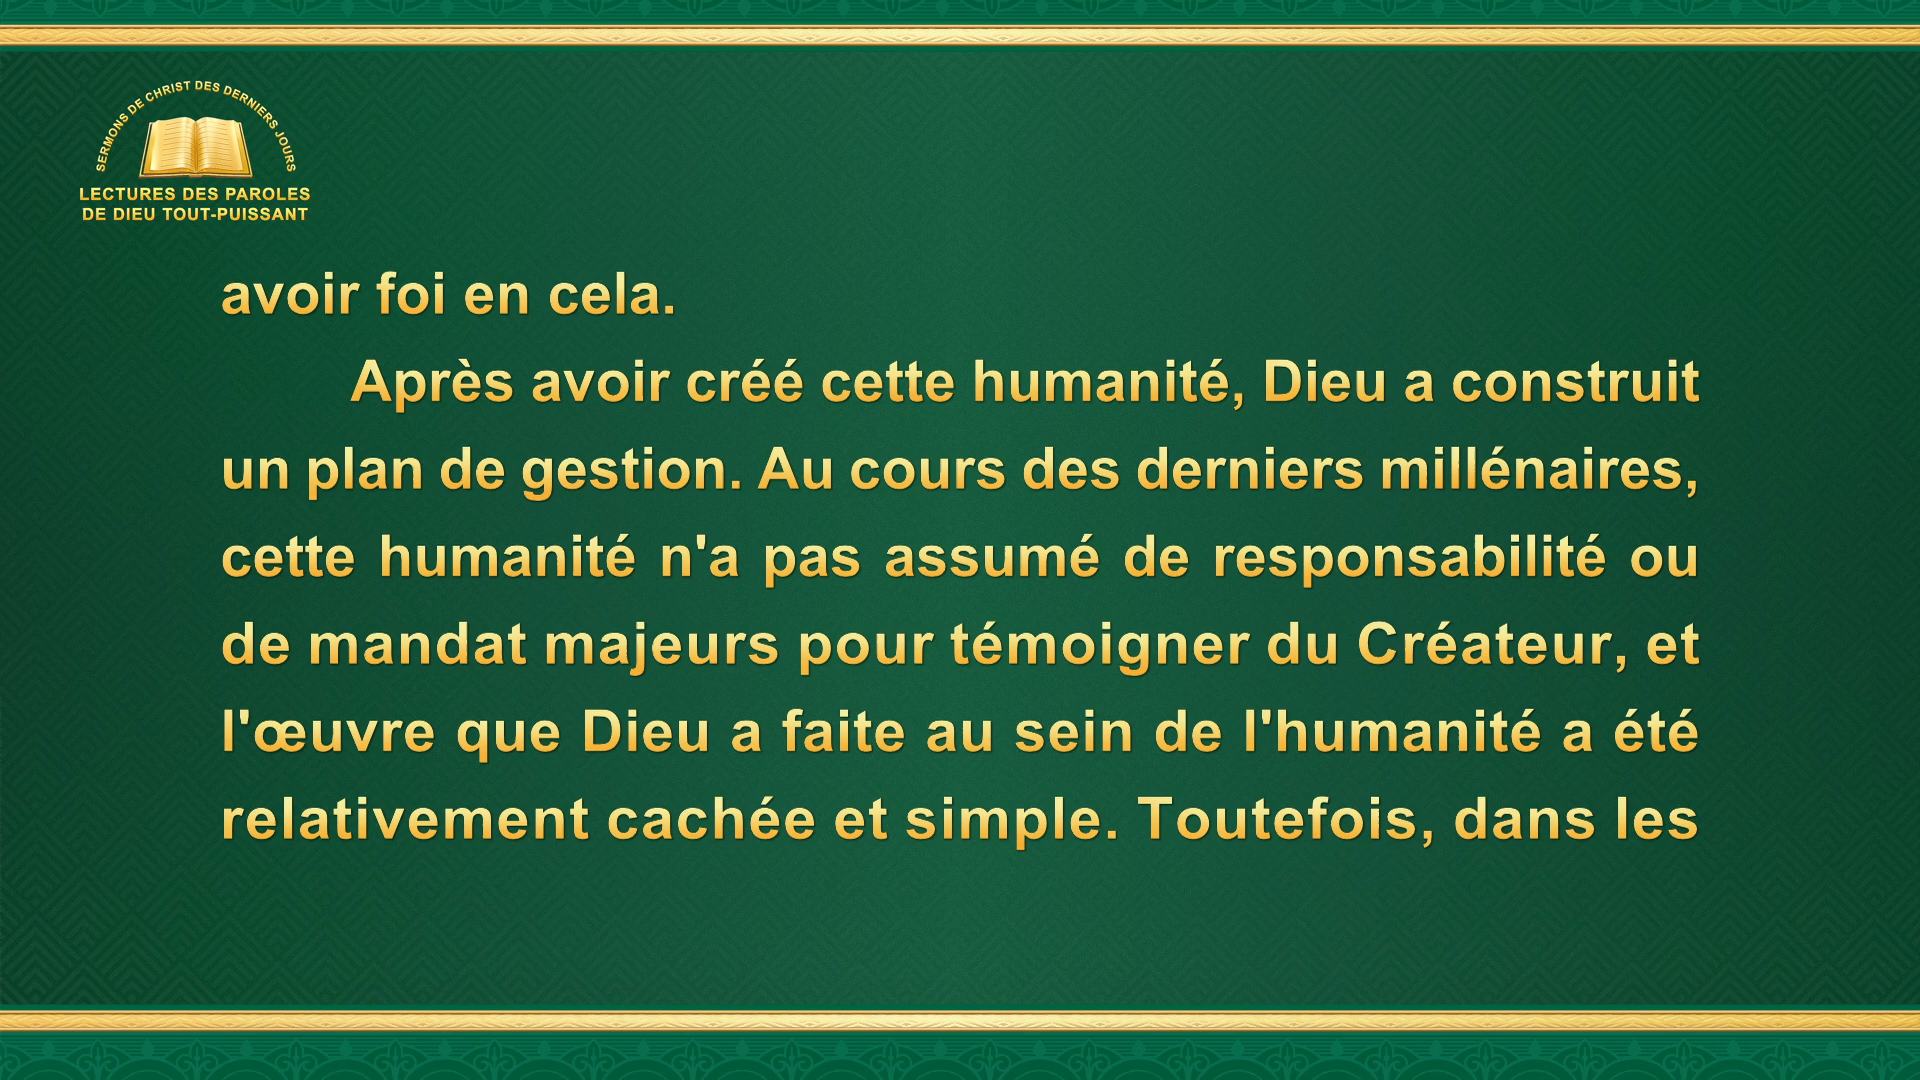 SERMONS DE CHRIST DES DERNIERS JOURS
LECTURES DES PAROLES
DE DIEU TOUT-PUISSANT
avoir foi en cela.
Après avoir créé cette humanité, Dieu a construit
un plan de gestion. Au cours des derniers millénaires,
cette humanité n'a pas assumé de responsabilité ou
de mandat majeurs pour témoigner du Créateur, et
l'œuvre que Dieu a faite au sein de l'humanité a été
relativement cachée et simple. Toutefois, dans les